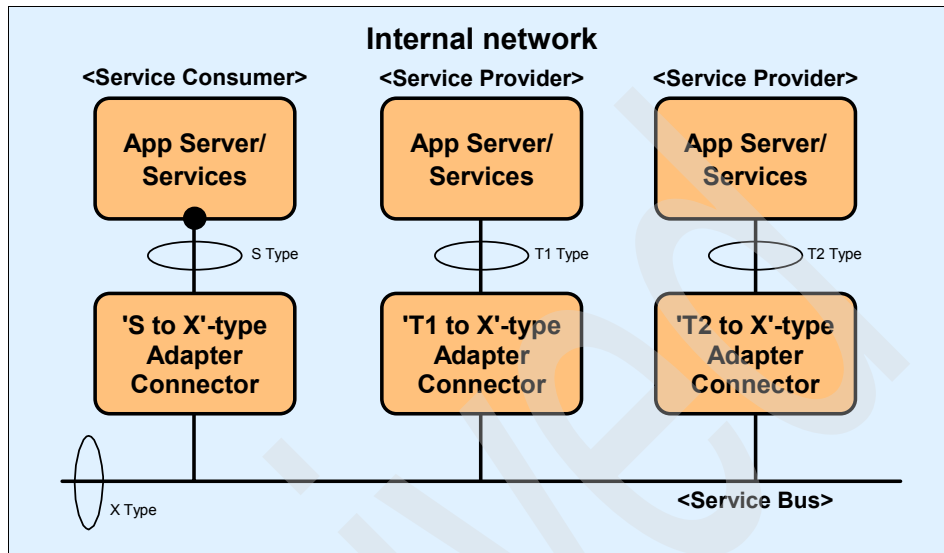 Internal network
<Service Consumer>
<Service Provider>
<Service Provider>
App Server/
Services
App Server/
Services
App Server/
Services
S Type
T1 Type
T2 Type
'S to X'-type
Adapter
Connector
'T1 to X'-type
Adapter
Connector
'T2 to X'-type
Adapter
Connector
X Type
<Service Bus>